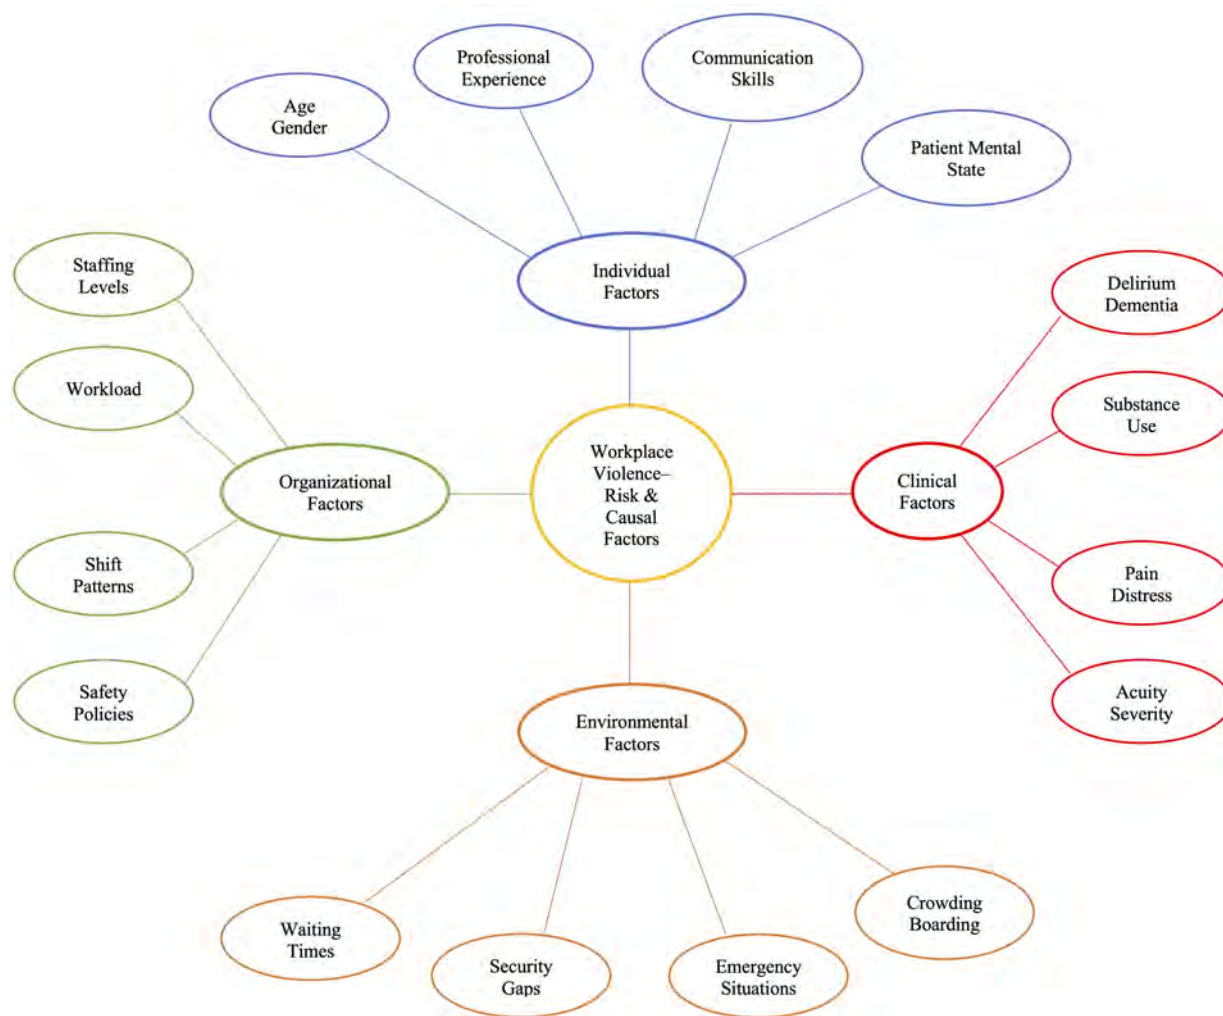 Professional
Experience
Communication
Skills
Age
Gender
Patient Mental
State
Individual
Factors
Staffing
Levels
Workload
Organizational
Factors
Shift
Patterns
Safety
Policies
Workplace
Violence–
Risk &
Causal
Factors
Clinical
Factors
Delirium
Dementia
Substance
Use
Pain
Distress
Acuity
Severity
Environmental
Factors
Waiting
Times
Security
Gaps
Emergency
Situations
Crowding
Boarding